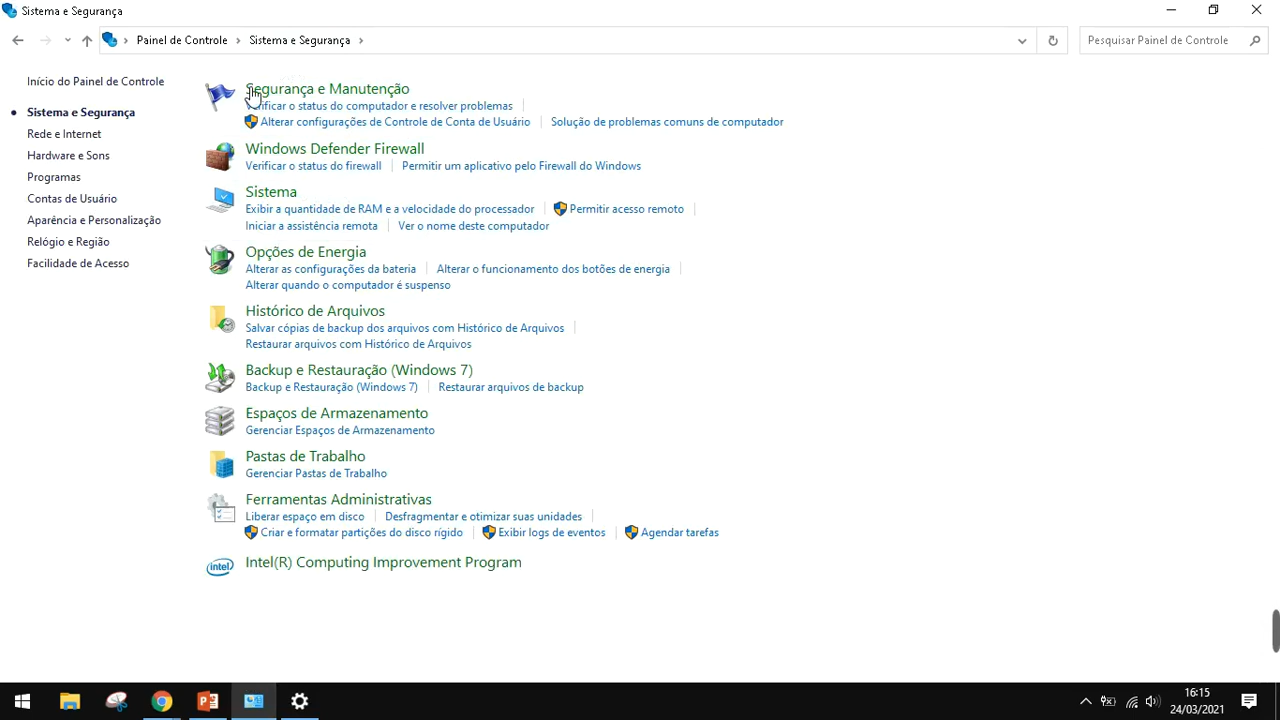 Sistema e Segurança
Painel de Controle
Sistema e Segurança
Pesquisar Painel de Controle
Início do Painel de Controle
Sistema e Segurança
Rede e Internet
Hardware e Sons
Programas
Contas de Usuário
Aparência e Personalização
Relógio e Região
Facilidade de Acesso
Segurança e Manutenção
Verificar o status do computador e resolver problemas
Alterar configurações de Controle de Conta de Usuário
Solução de problemas comuns de computador
Windows Defender Firewall
Verificar o status do firewall
Permitir um aplicativo pelo Firewall do Windows
Sistema
Exibir a quantidade de RAM e a velocidade do processador
Permitir acesso remoto
Iniciar a assistência remota
Ver o nome deste computador
Opções de Energia
Alterar as configurações da bateria
Alterar o funcionamento dos botões de energia
Alterar quando o computador é suspenso
Histórico de Arquivos
Salvar cópias de backup dos arquivos com Histórico de Arquivos
Restaurar arquivos com Histórico de Arquivos
Backup e Restauração (Windows 7)
Backup e Restauração (Windows 7)
Restaurar arquivos de backup
Espaços de Armazenamento
Gerenciar Espaços de Armazenamento
Pastas de Trabalho
Gerenciar Pastas de Trabalho
Ferramentas Administrativas
Liberar espaço em disco
Desfragmentar e otimizar suas unidades
Criar e formatar partições do disco rígido
Exibir logs de eventos
Agendar tarefas
intel
Intel(R) Computing Improvement Program
16:15
24/03/2021